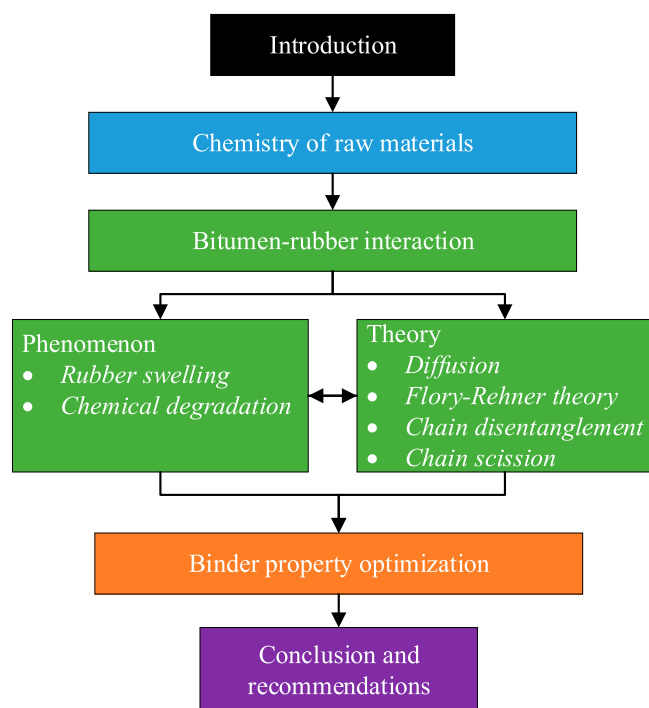 Introduction
Chemistry of raw materials
Bitumen-rubber interaction
Phenomenon
• Rubber swelling
• Chemical degradation
Theory
• Diffusion
• Flory-Rehner theory
• Chain disentanglement
• Chain scission
Binder property optimization
Conclusion and
recommendations